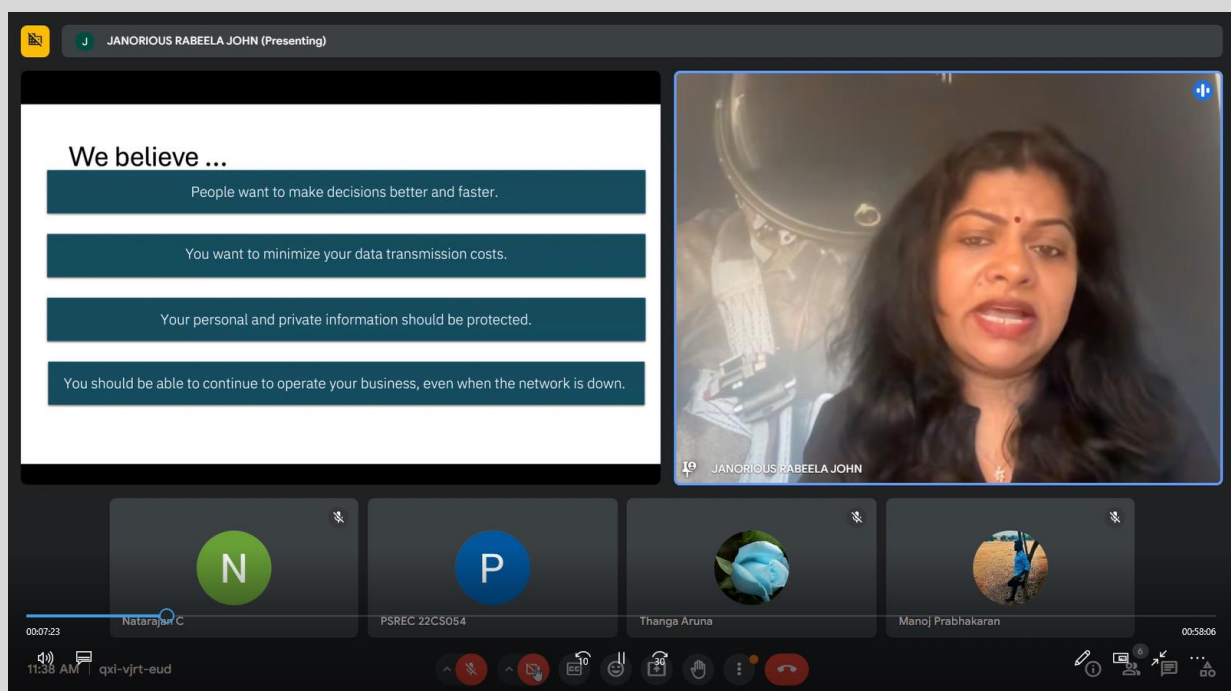 J JANORIOUS RABEELA JOHN (Presenting)
We believe ...
People want to make decisions better and faster.
You want to minimize your data transmission costs.
Your personal and private information should be protected.
You should be able to continue to operate your business, even when the network is down.
JANORIOUS RABEELA JOHN
N
P
Natarajan C
PSREC 22CS054
Thanga Aruna
Manoj Prabhakaran
00:07:23
00:58:06
11:38 AM qxi-vjrt-eud
CC
10
30
6